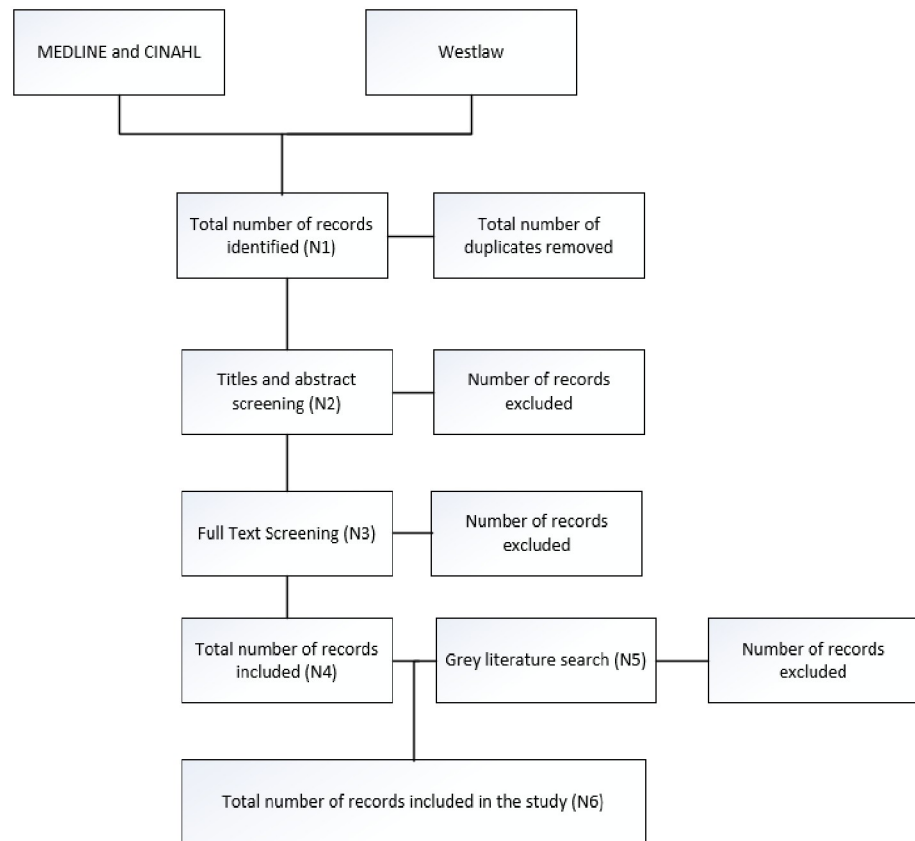 MEDLINE and CINAHL
Westlaw
Total number of records
identified (N1)
Total number of
duplicates removed
Titles and abstract
screening (N2)
Number of records
excluded
Full Text Screening (N3)
Number of records
excluded
Total number of records
included (N4)
Grey literature search (N5)
Number of records
excluded
Total number of records included in the study (N6)